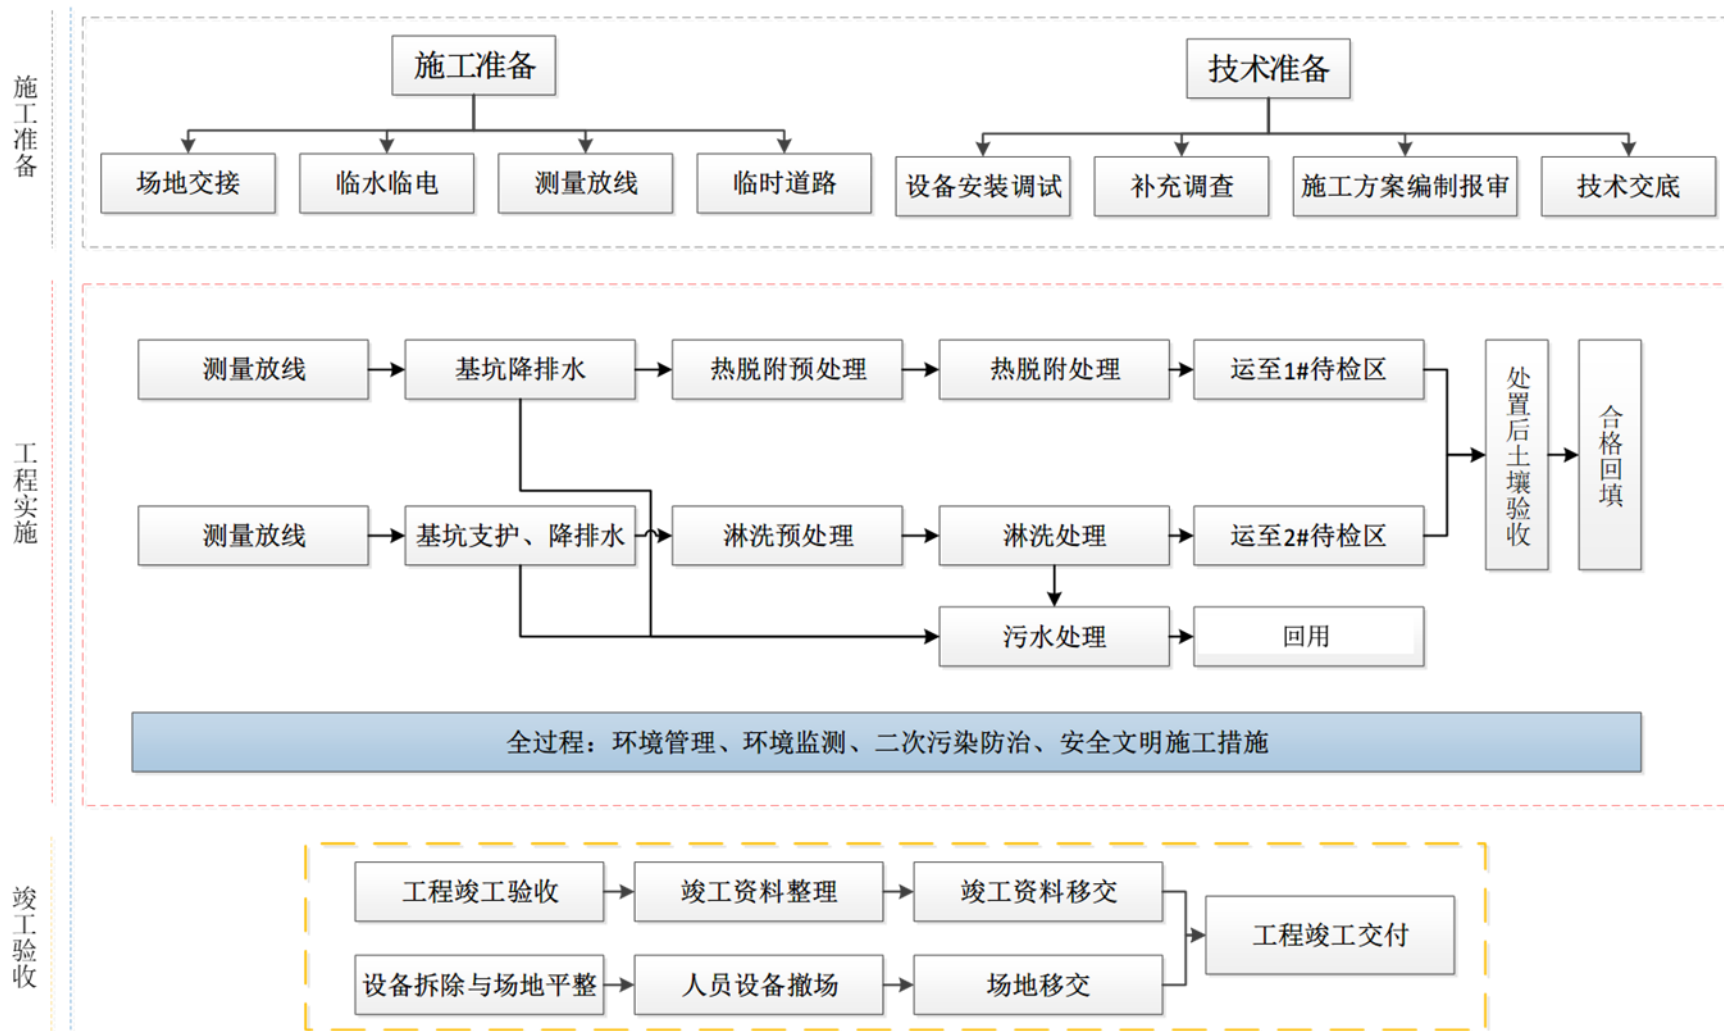 施工准备
施工准备
技术准备
场地交接
临水临电
测量放线
临时道路
设备安装调试
补充调查
施工方案编制报审
技术交底
工程实施
测量放线
基坑降排水
热脱附预处理
热脱附处理
运至1#待检区
处置后土壤验收
合格回填
测量放线
基坑支护、降排水
淋洗预处理
淋洗处理
运至2#待检区
污水处理
回用
全过程：环境管理、环境监测、二次污染防治、安全文明施工措施
竣工验收
工程竣工验收
竣工资料整理
竣工资料移交
工程竣工交付
设备拆除与场地平整
人员设备撤场
场地移交